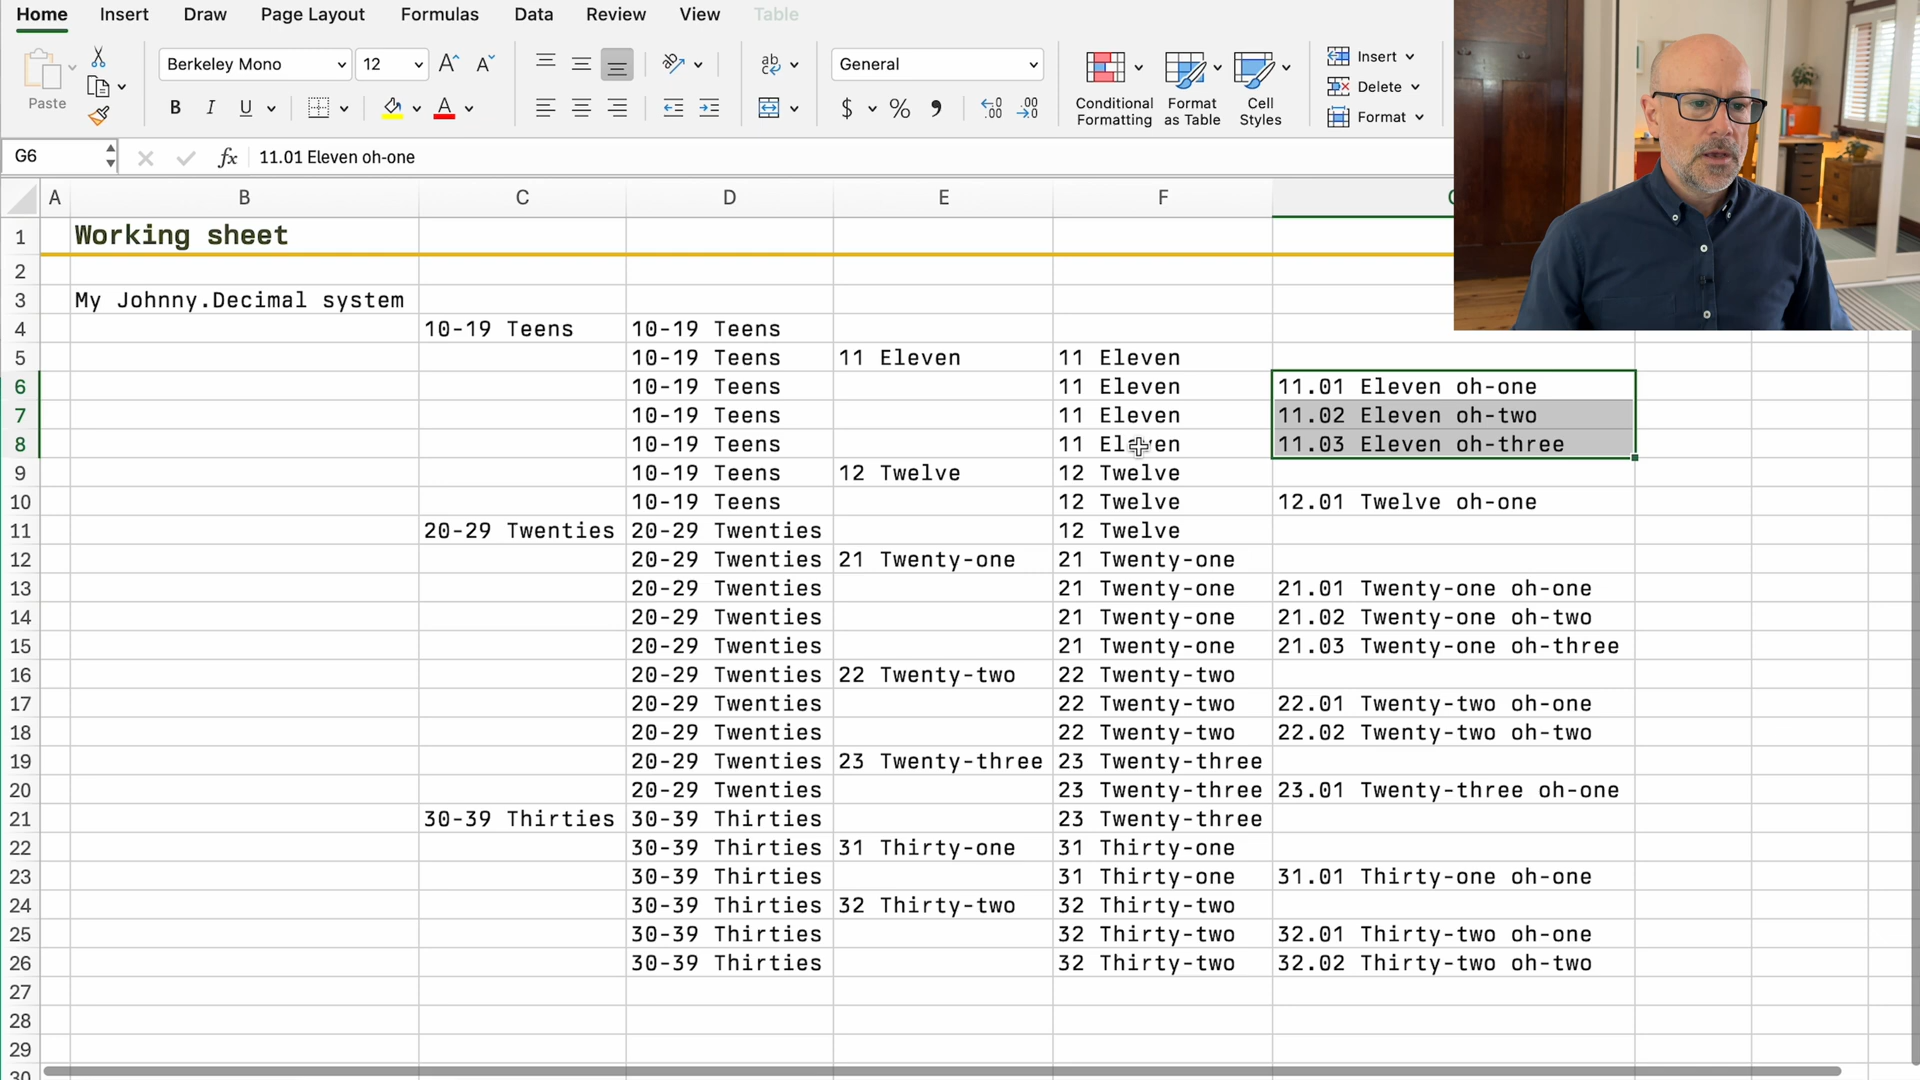 Home Insert Draw Page Layout Formulas Data Review View Table
Paste
Berkeley Mono 12
B I U A
ab
General
$ % 9
Conditional Formatting
Format as Table
Cell Styles
Insert
Delete
Format
G6 fx 11.01 Eleven oh-one
A B C D E F
1 Working sheet
2
3 My Johnny.Decimal system
4 10-19 Teens 10-19 Teens
5 10-19 Teens 11 Eleven 11 Eleven
6 10-19 Teens 11 Eleven 11.01 Eleven oh-one
7 10-19 Teens 11 Eleven 11.02 Eleven oh-two
8 10-19 Teens 11 Eleven 11.03 Eleven oh-three
9 10-19 Teens 12 Twelve 12 Twelve
10 10-19 Teens 12 Twelve 12.01 Twelve oh-one
11 20-29 Twenties 20-29 Twenties 12 Twelve
12 20-29 Twenties 21 Twenty-one 21 Twenty-one
13 20-29 Twenties 21 Twenty-one 21.01 Twenty-one oh-one
14 20-29 Twenties 21 Twenty-one 21.02 Twenty-one oh-two
15 20-29 Twenties 21 Twenty-one 21.03 Twenty-one oh-three
16 20-29 Twenties 22 Twenty-two 22 Twenty-two
17 20-29 Twenties 22 Twenty-two 22.01 Twenty-two oh-one
18 20-29 Twenties 22 Twenty-two 22.02 Twenty-two oh-two
19 20-29 Twenties 23 Twenty-three 23 Twenty-three
20 20-29 Twenties 23 Twenty-three 23.01 Twenty-three oh-one
21 30-39 Thirties 30-39 Thirties 23 Twenty-three
22 30-39 Thirties 31 Thirty-one 31 Thirty-one
23 30-39 Thirties 31 Thirty-one 31.01 Thirty-one oh-one
24 30-39 Thirties 32 Thirty-two 32 Thirty-two
25 30-39 Thirties 32 Thirty-two 32.01 Thirty-two oh-one
26 30-39 Thirties 32 Thirty-two 32.02 Thirty-two oh-two
27
28
29
30